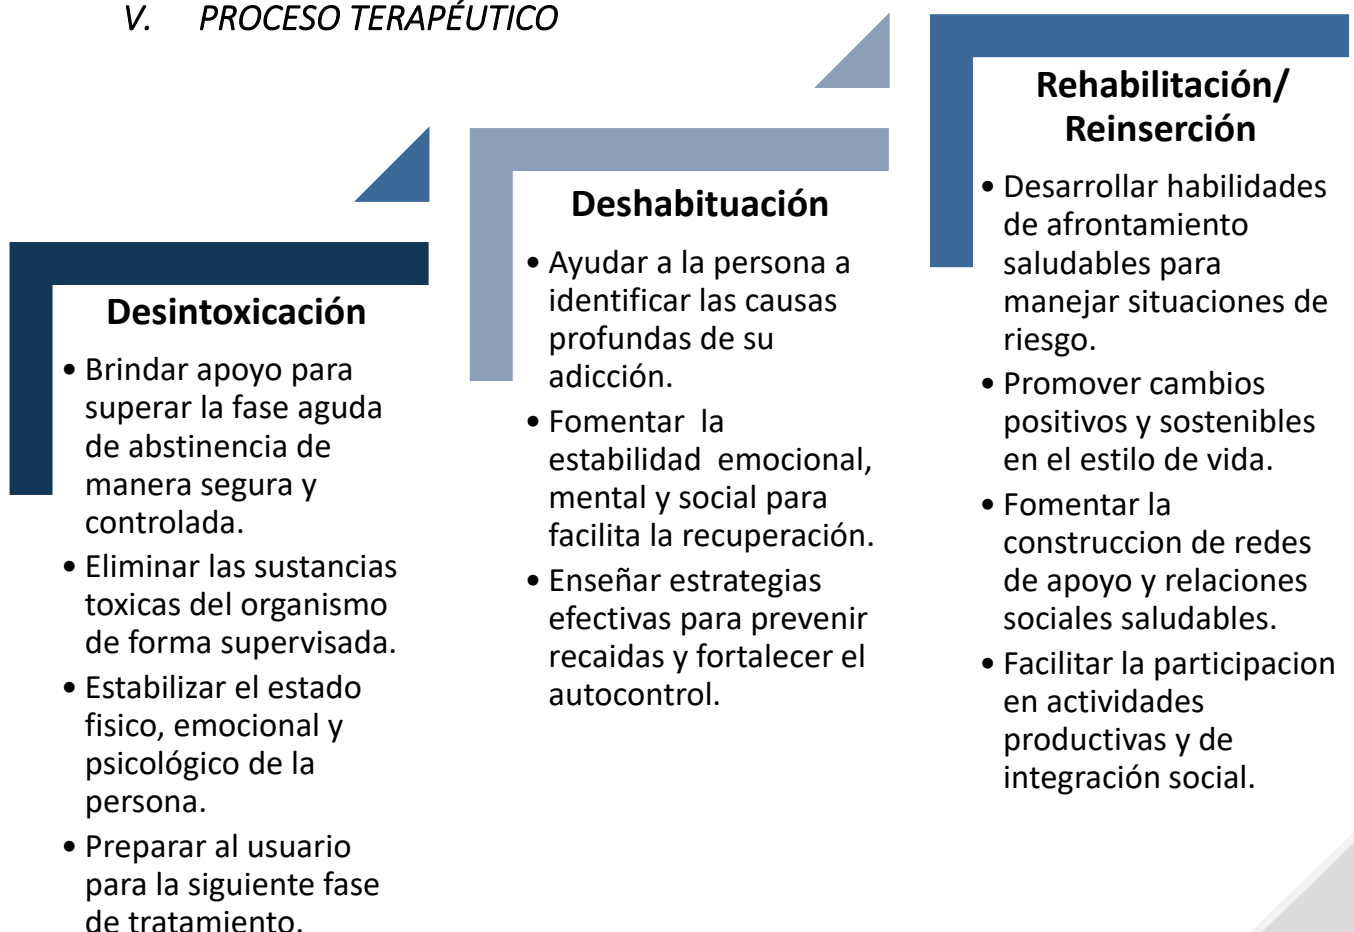 V. PROCESO TERAPÉUTICO
Desintoxicación
• Brindar apoyo para
superar la fase aguda
de abstinencia de
manera segura y
controlada.
• Eliminar las sustancias
toxicas del organismo
de forma supervisada.
• Estabilizar el estado
fisico, emocional y
psicológico de la
persona.
• Preparar al usuario
para la siguiente fase
de tratamiento.
Deshabituación
• Ayudar a la persona a
identificar las causas
profundas de su
adicción.
• Fomentar  la
estabilidad  emocional,
mental y social para
facilita la recuperación.
• Enseñar estrategias
efectivas para prevenir
recaidas y fortalecer el
autocontrol.
Rehabilitación/
Reinserción
• Desarrollar habilidades
de afrontamiento
saludables para
manejar situaciones de
riesgo.
• Promover cambios
positivos y sostenibles
en el estilo de vida.
• Fomentar la
construccion de redes
de apoyo y relaciones
sociales saludables.
• Facilitar la participacion
en actividades
productivas y de
integración social.